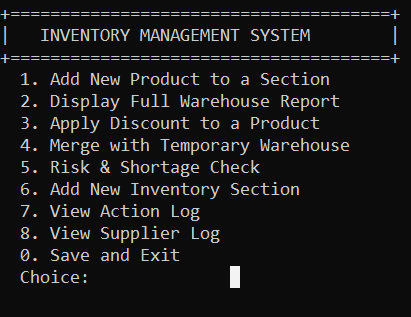 +======================================+
|   INVENTORY MANAGEMENT SYSTEM        |
+======================================+
1. Add New Product to a Section
2. Display Full Warehouse Report
3. Apply Discount to a Product
4. Merge with Temporary Warehouse
5. Risk & Shortage Check
6. Add New Inventory Section
7. View Action Log
8. View Supplier Log
0. Save and Exit
Choice: